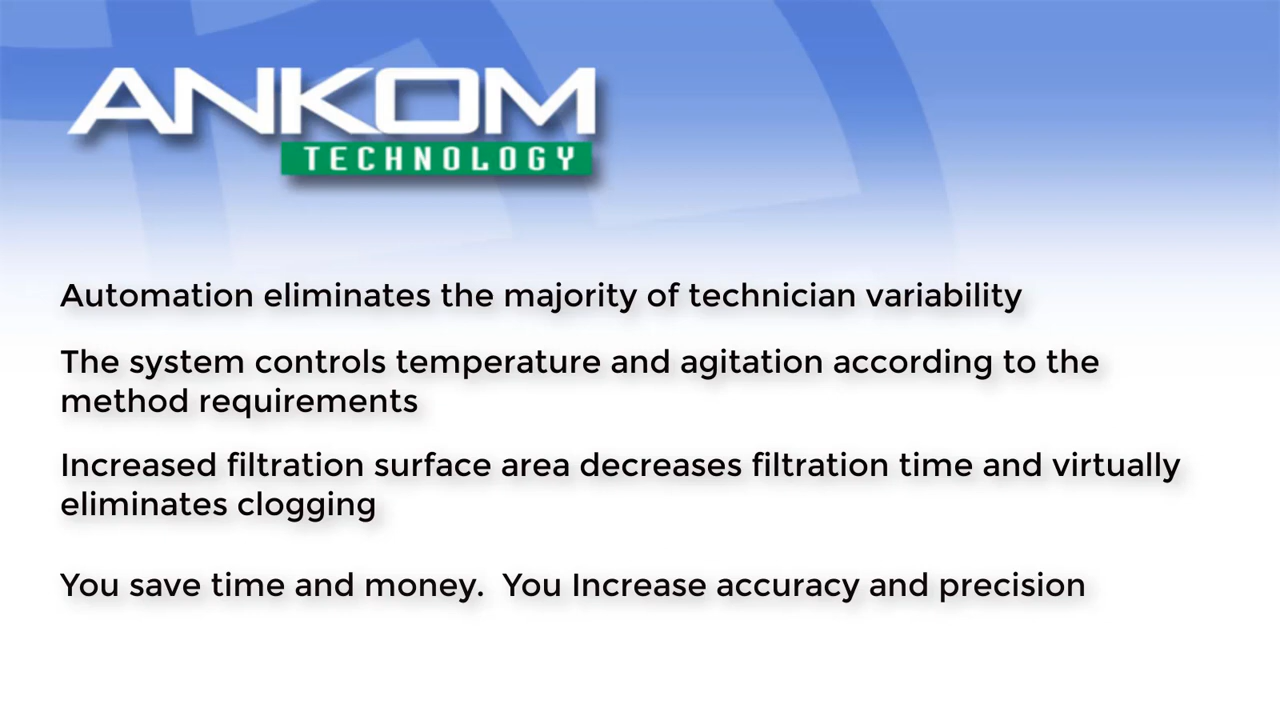 ANKOM
TECHNOLOGY
Automation eliminates the majority of technician variability
The system controls temperature and agitation according to the
method requirements
Increased filtration surface area decreases filtration time and virtually
eliminates clogging
You save time and money.  You Increase accuracy and precision